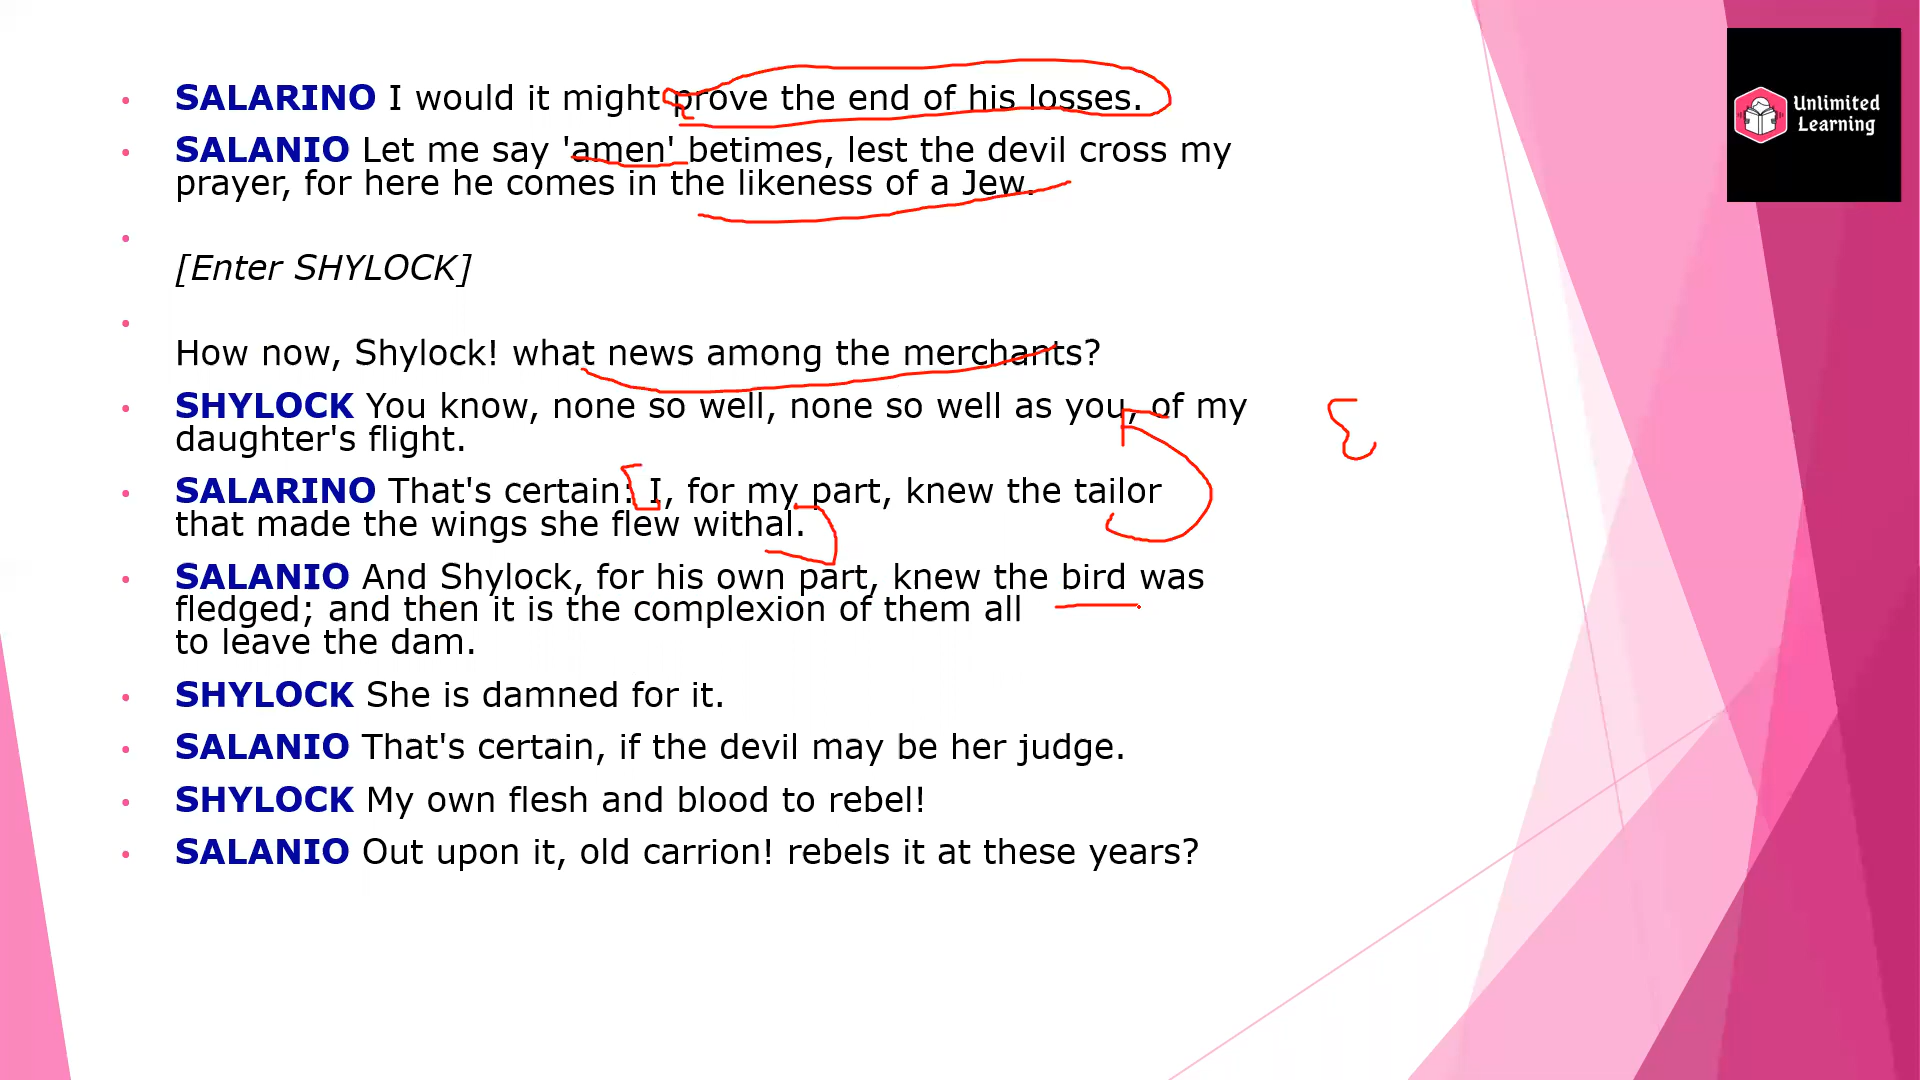 SALARINO I would it might prove the end of his losses.
SALANIO Let me say 'amen' betimes, lest the devil cross my
prayer, for here he comes in the likeness of a Jew.
[Enter SHYLOCK]
How now, Shylock! what news among the merchants?
SHYLOCK You know, none so well, none so well as you, of my
daughter's flight.
SALARINO That's certain: I, for my part, knew the tailor
that made the wings she flew withal.
SALANIO And Shylock, for his own part, knew the bird was
fledged; and then it is the complexion of them all
to leave the dam.
SHYLOCK She is damned for it.
SALANIO That's certain, if the devil may be her judge.
SHYLOCK My own flesh and blood to rebel!
SALANIO Out upon it, old carrion! rebels it at these years?
Unlimited
Learning